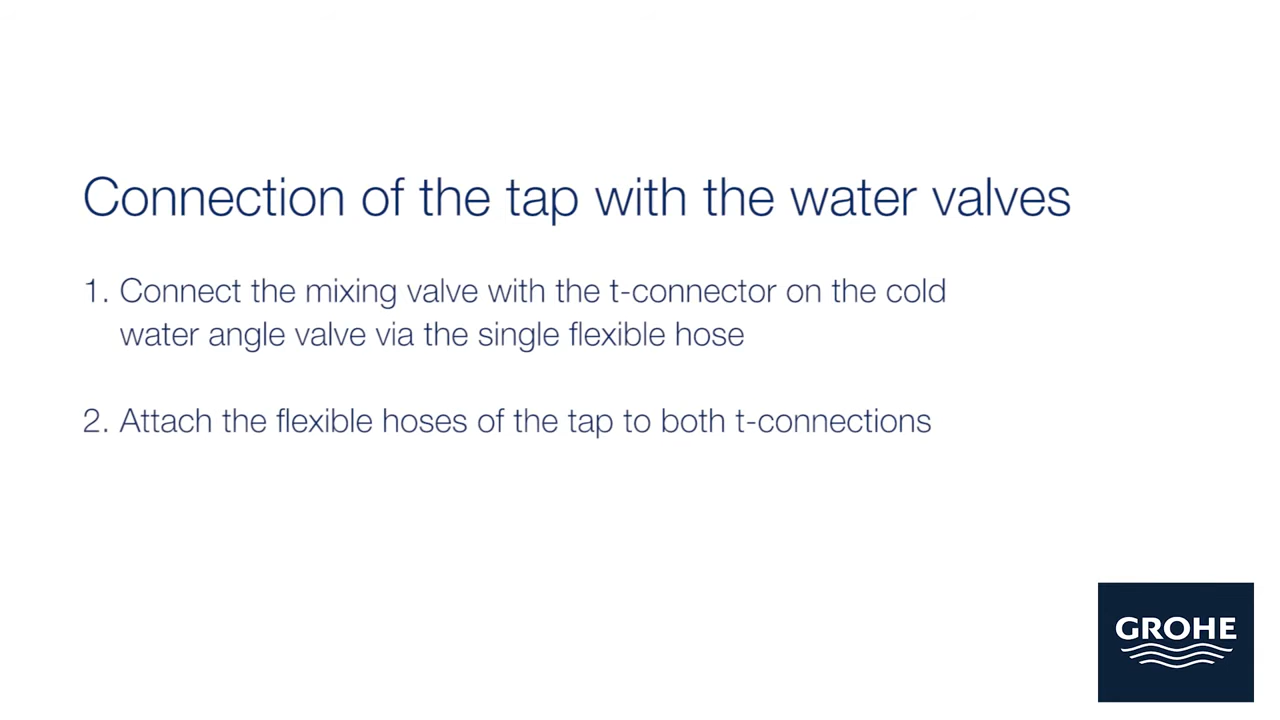 Connection of the tap with the water valves
1. Connect the mixing valve with the t-connector on the cold
water angle valve via the single flexible hose
2. Attach the flexible hoses of the tap to both t-connections
GROHE